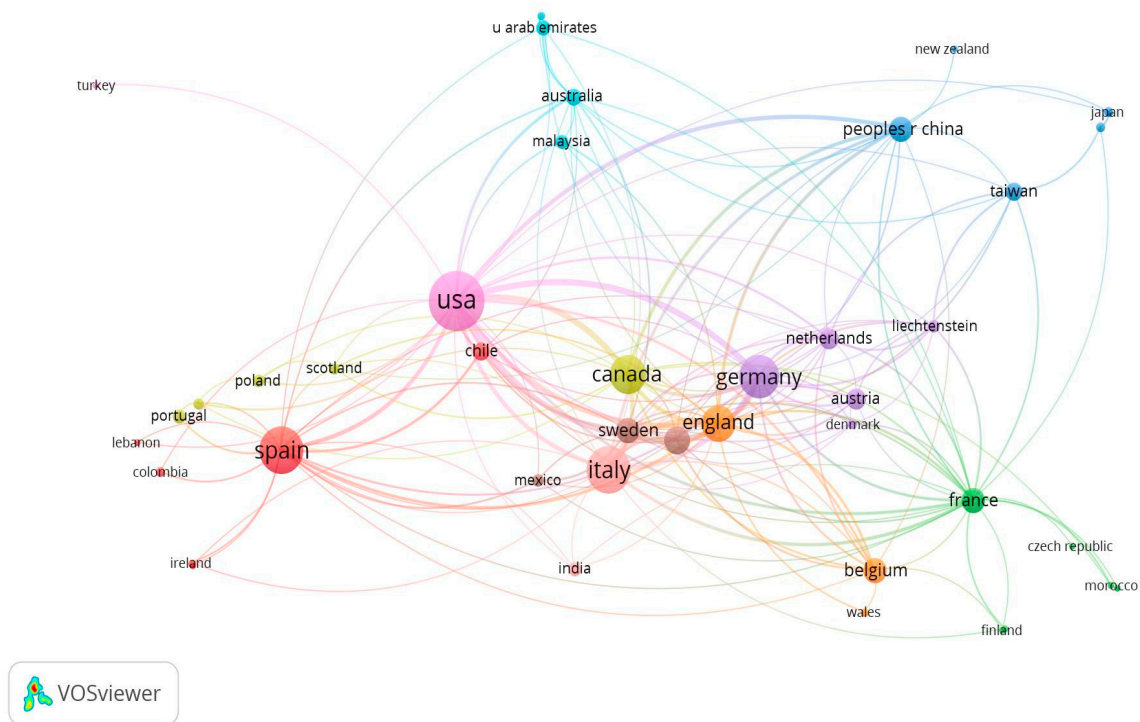 u arab emirates
new zealand
turkey
australia
japan
peoples r china
malaysia
taiwan
usa
liechtenstein
netherlands
chile
scotland
canada
germany
poland
austria
portugal
denmark
england
sweden
lebanon
spain
italy
colombia
mexico
france
czech republic
ireland
india
belgium
morocco
wales
finland
VOSviewer